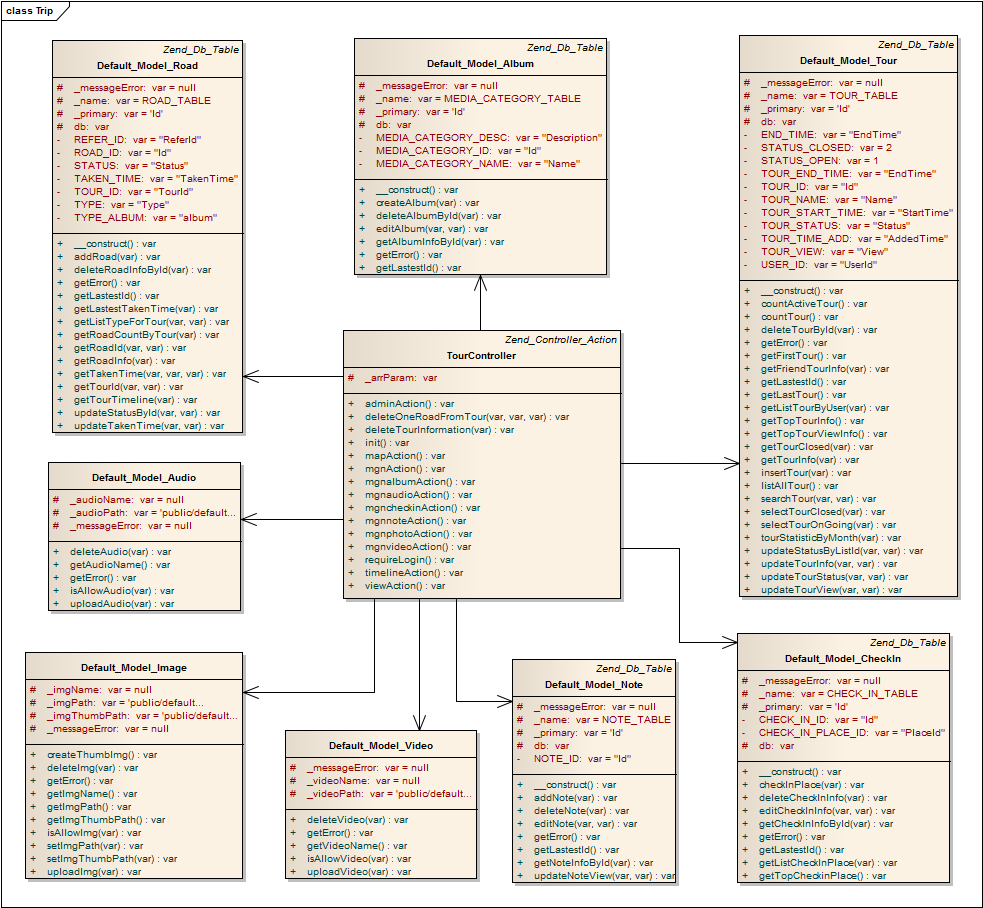 class Trip
Zend_Db_Table
Default_Model_Road
# _messageError: var = null
# _name: var = ROAD_TABLE
# _primary: var = 'Id'
# db: var
- REFER_ID: var = "ReferId"
- ROAD_ID: var = "Id"
- STATUS: var = "Status"
- TAKEN_TIME: var = "TakenTime"
- TOUR_ID: var = "TourId"
- TYPE: var = "Type"
- TYPE_ALBUM: var = "album"
+ __construct() : var
+ addRoad(var) : var
+ deleteRoadInfoById(var) : var
+ getError() : var
+ getLastestId() : var
+ getLastestTakenTime(var) : var
+ getListTypeForTour(var, var) : var
+ getRoadCountByTour(var) : var
+ getRoadId(var, var) : var
+ getRoadInfo(var) : var
+ getTakenTime(var, var, var) : var
+ getTourId(var, var) : var
+ getTourTimeline(var) : var
+ updateStatusById(var, var) : var
+ updateTakenTime(var, var) : var
Zend_Db_Table
Default_Model_Album
# _messageError: var = null
# _name: var = MEDIA_CATEGORY_TABLE
# _primary: var = 'Id'
# db: var
- MEDIA_CATEGORY_DESC: var = "Description"
- MEDIA_CATEGORY_ID: var = "Id"
- MEDIA_CATEGORY_NAME: var = "Name"
+ __construct() : var
+ createAlbum(var) : var
+ deleteAlbumById(var) : var
+ editAlbum(var, var) : var
+ getAlbumInfoById(var) : var
+ getError() : var
+ getLastestId() : var
Zend_Db_Table
Default_Model_Tour
# _messageError: var = null
# _name: var = TOUR_TABLE
# _primary: var = 'Id'
# db: var
- END_TIME: var = "EndTime"
- STATUS_CLOSED: var = 2
- STATUS_OPEN: var = 1
- TOUR_END_TIME: var = "EndTime"
- TOUR_ID: var = "Id"
- TOUR_NAME: var = "Name"
- TOUR_START_TIME: var = "StartTime"
- TOUR_STATUS: var = "Status"
- TOUR_TIME_ADD: var = "AddedTime"
- TOUR_VIEW: var = "View"
- USER_ID: var = "UserId"
+ __construct() : var
+ countActiveTour() : var
+ countTour() : var
+ deleteTourById(var) : var
+ getError() : var
+ getFirstTour() : var
+ getFriendTourInfo(var) : var
+ getLastestId() : var
+ getLastTour() : var
+ getListTourByUser(var) : var
+ getTopTourInfo() : var
+ getTopTourViewInfo() : var
+ getTourClosed(var) : var
+ getTourInfo(var) : var
+ insertTour(var) : var
+ listAllTour() : var
+ searchTour(var, var) : var
+ selectTourClosed(var) : var
+ selectTourOnGoing(var) : var
+ tourStatisticByMonth(var) : var
+ updateStatusByListId(var, var) : var
+ updateTourInfo(var, var) : var
+ updateTourStatus(var, var) : var
+ updateTourView(var, var) : var
Zend_Controller_Action
TourController
# _arrParam: var
+ adminAction() : var
+ deleteOneRoadFromTour(var, var, var) : var
+ deleteTourInformation(var) : var
+ init() : var
+ mapAction() : var
+ mgnAction() : var
+ mgnalbumAction() : var
+ mgnaudioAction() : var
+ mgncheckinAction() : var
+ mgnnoteAction() : var
+ mgnphotoAction() : var
+ mgnvideoAction() : var
+ requireLogin() : var
+ timelineAction() : var
+ viewAction() : var
Default_Model_Audio
# _audioName: var = null
# _audioPath: var = 'public/default...
# _messageError: var = null
+ deleteAudio(var) : var
+ getAudioName() : var
+ getError() : var
+ isAllowAudio(var) : var
+ uploadAudio(var) : var
Default_Model_Image
# _imgName: var = null
# _imgPath: var = 'public/default...
# _imgThumbPath: var = 'public/default...
# _messageError: var = null
+ createThumbImg() : var
+ deleteImg(var) : var
+ getError() : var
+ getImgName() : var
+ getImgPath() : var
+ getImgThumbPath() : var
+ isAllowImg(var) : var
+ setImgPath(var) : var
+ setImgThumbPath(var) : var
+ uploadImg(var) : var
Default_Model_Video
# _messageError: var = null
# _videoName: var = null
# _videoPath: var = 'public/default...
+ deleteVideo(var) : var
+ getError() : var
+ getVideoName() : var
+ isAllowVideo(var) : var
+ uploadVideo(var) : var
Zend_Db_Table
Default_Model_Note
# _messageError: var = null
# _name: var = NOTE_TABLE
# _primary: var = 'Id'
# db: var
- NOTE_ID: var = "Id"
+ __construct() : var
+ addNote(var) : var
+ deleteNote(var) : var
+ editNote(var, var) : var
+ getError() : var
+ getLastestId() : var
+ getNoteInfoById(var) : var
+ updateNoteView(var, var) : var
Zend_Db_Table
Default_Model_CheckIn
# _messageError: var = null
# _name: var = CHECK_IN_TABLE
# _primary: var = 'Id'
- CHECK_IN_ID: var = "Id"
- CHECK_IN_PLACE_ID: var = "PlaceId"
# db: var
+ __construct() : var
+ checkInPlace(var) : var
+ deleteCheckInInfo(var) : var
+ editCheckInInfo(var, var) : var
+ getCheckInInfoById(var) : var
+ getError() : var
+ getLastestId() : var
+ getListCheckInPlace(var) : var
+ getTopCheckinPlace() : var